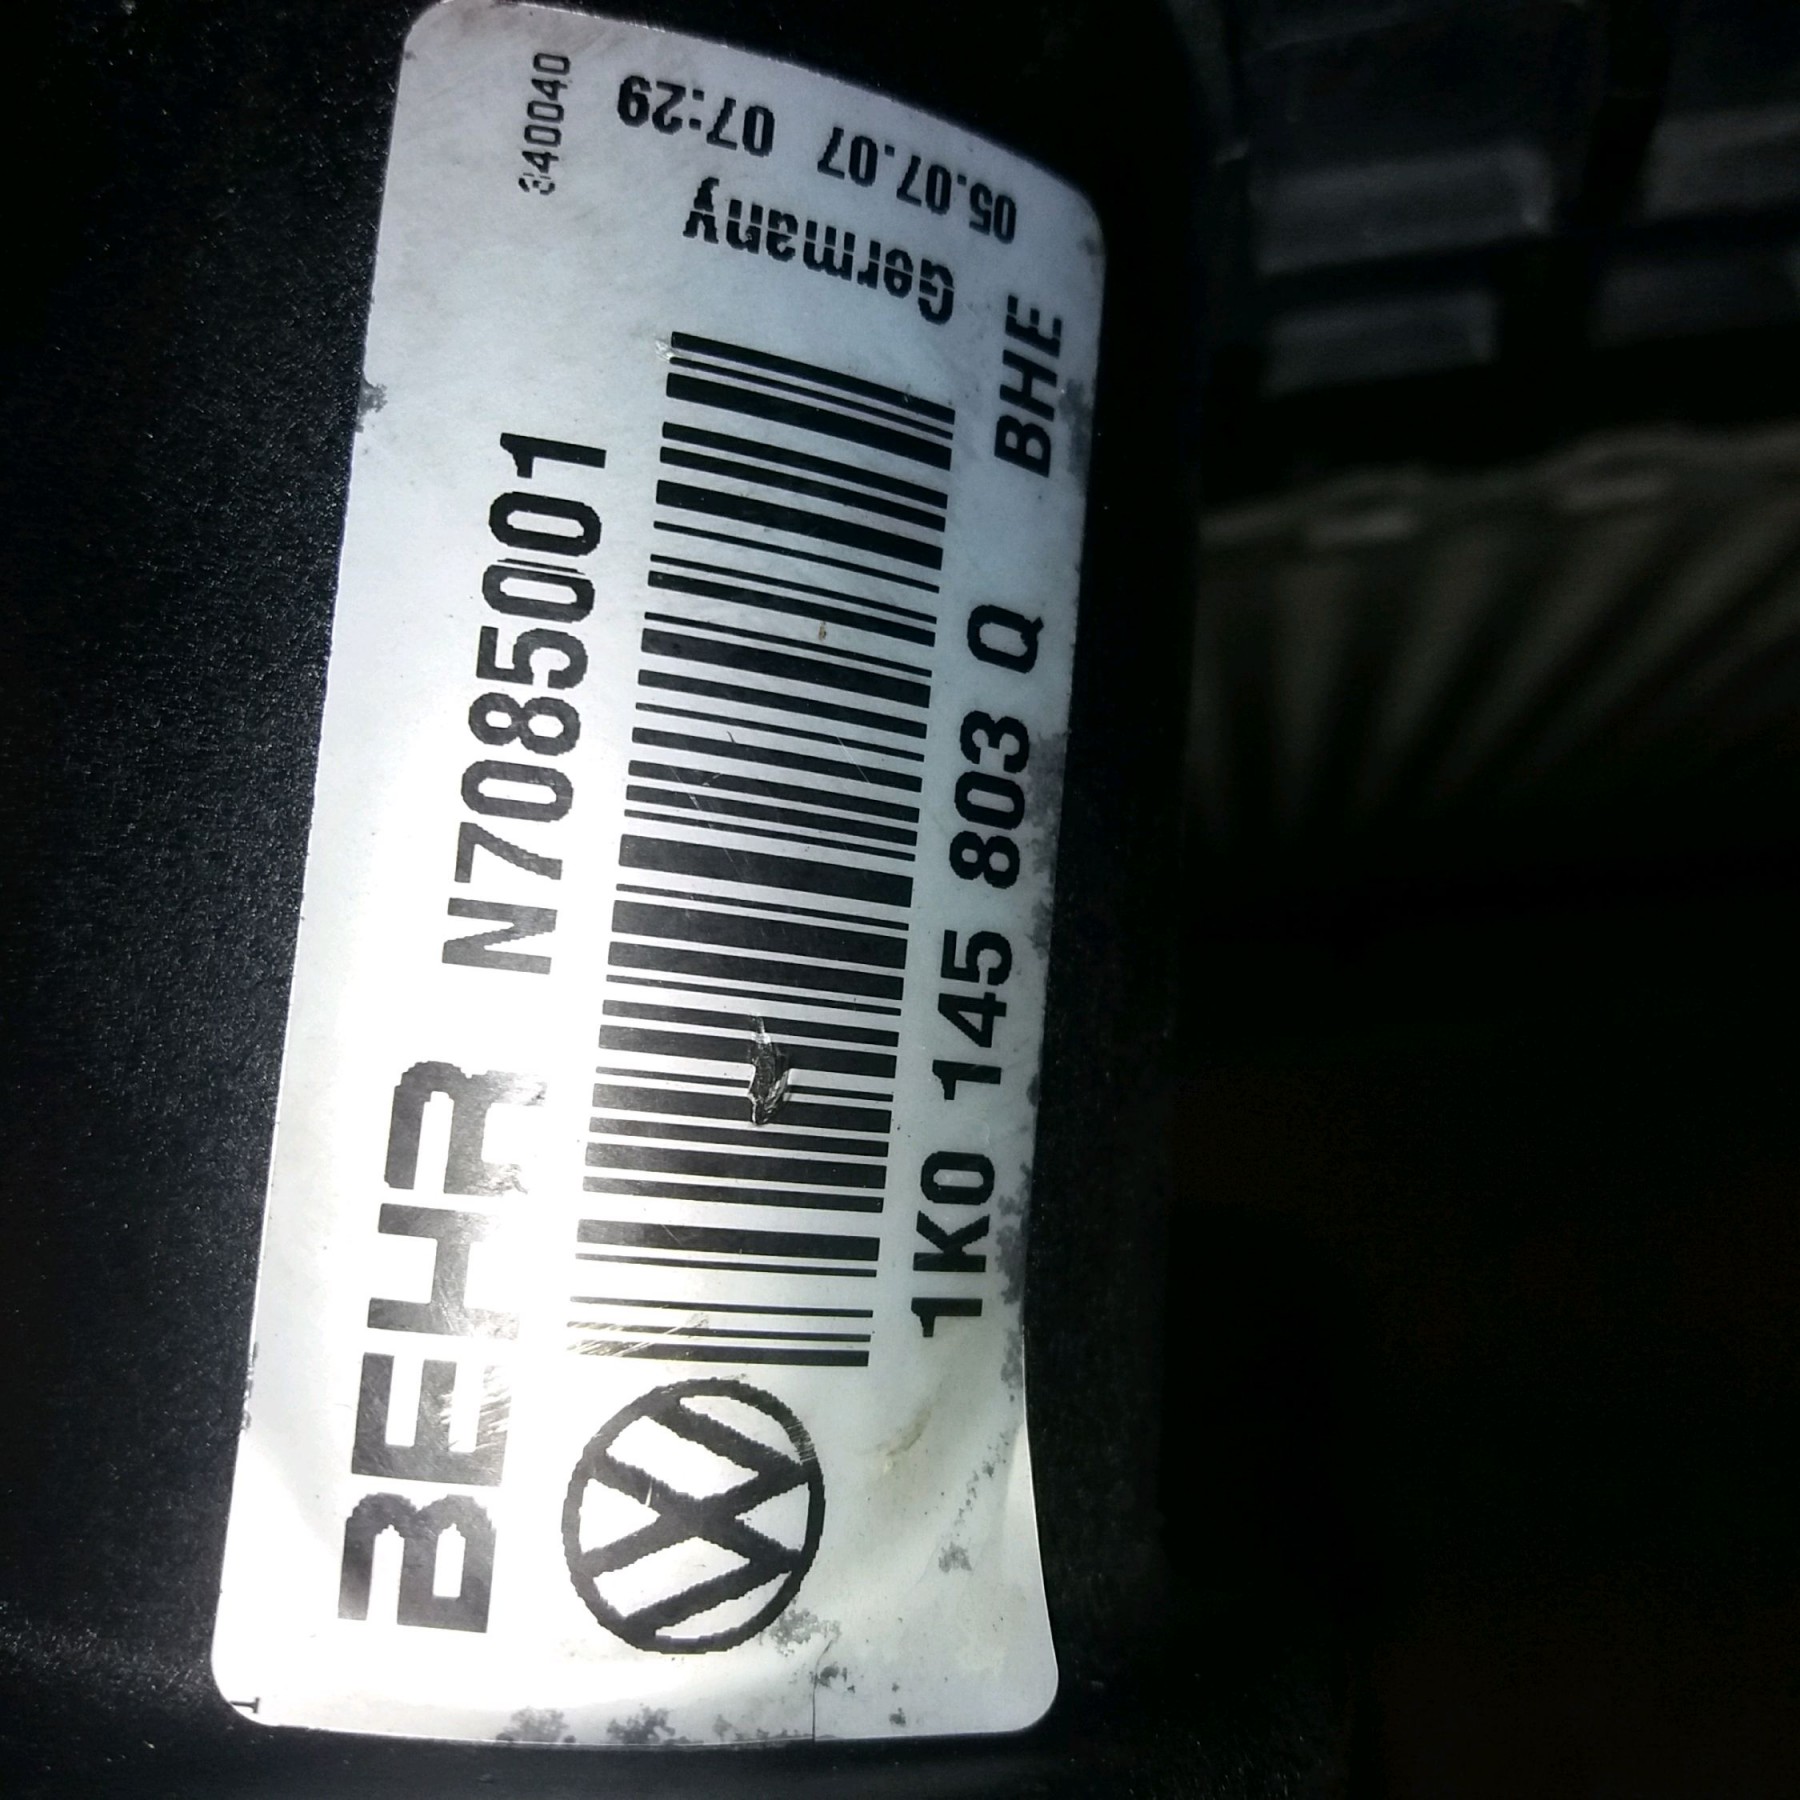 BEHR N7085001
340040
1K0 145 803 Q BHE
Germany
05.07.07 07:29